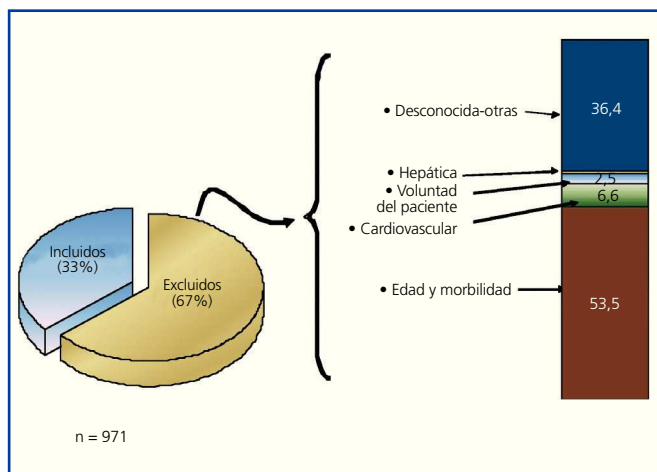 Incluidos
(33%)
Excluidos
(67%)
n = 971
• Desconocida-otras
• Hepática
• Voluntad
del paciente
• Cardiovascular
• Edad y morbilidad
36,4
2,5
6,6
53,5